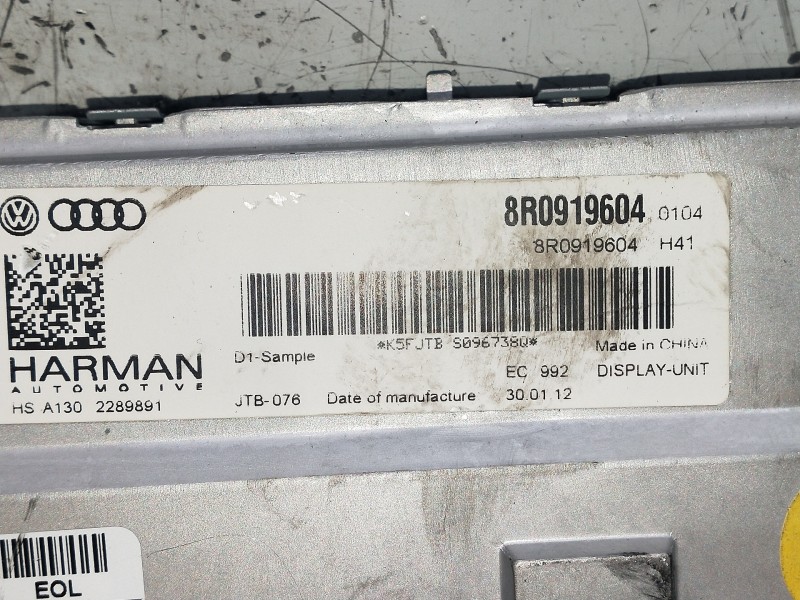 8R0919604 0104
8R0919604 H41
*K5FJTB S096738Q*
D1-Sample
Made in CHINA
HARMAN
AUTOMOTIVE
EC 992 DISPLAY-UNIT
HS A130 2289891
JTB-076 Date of manufacture 30.01.12
EOL